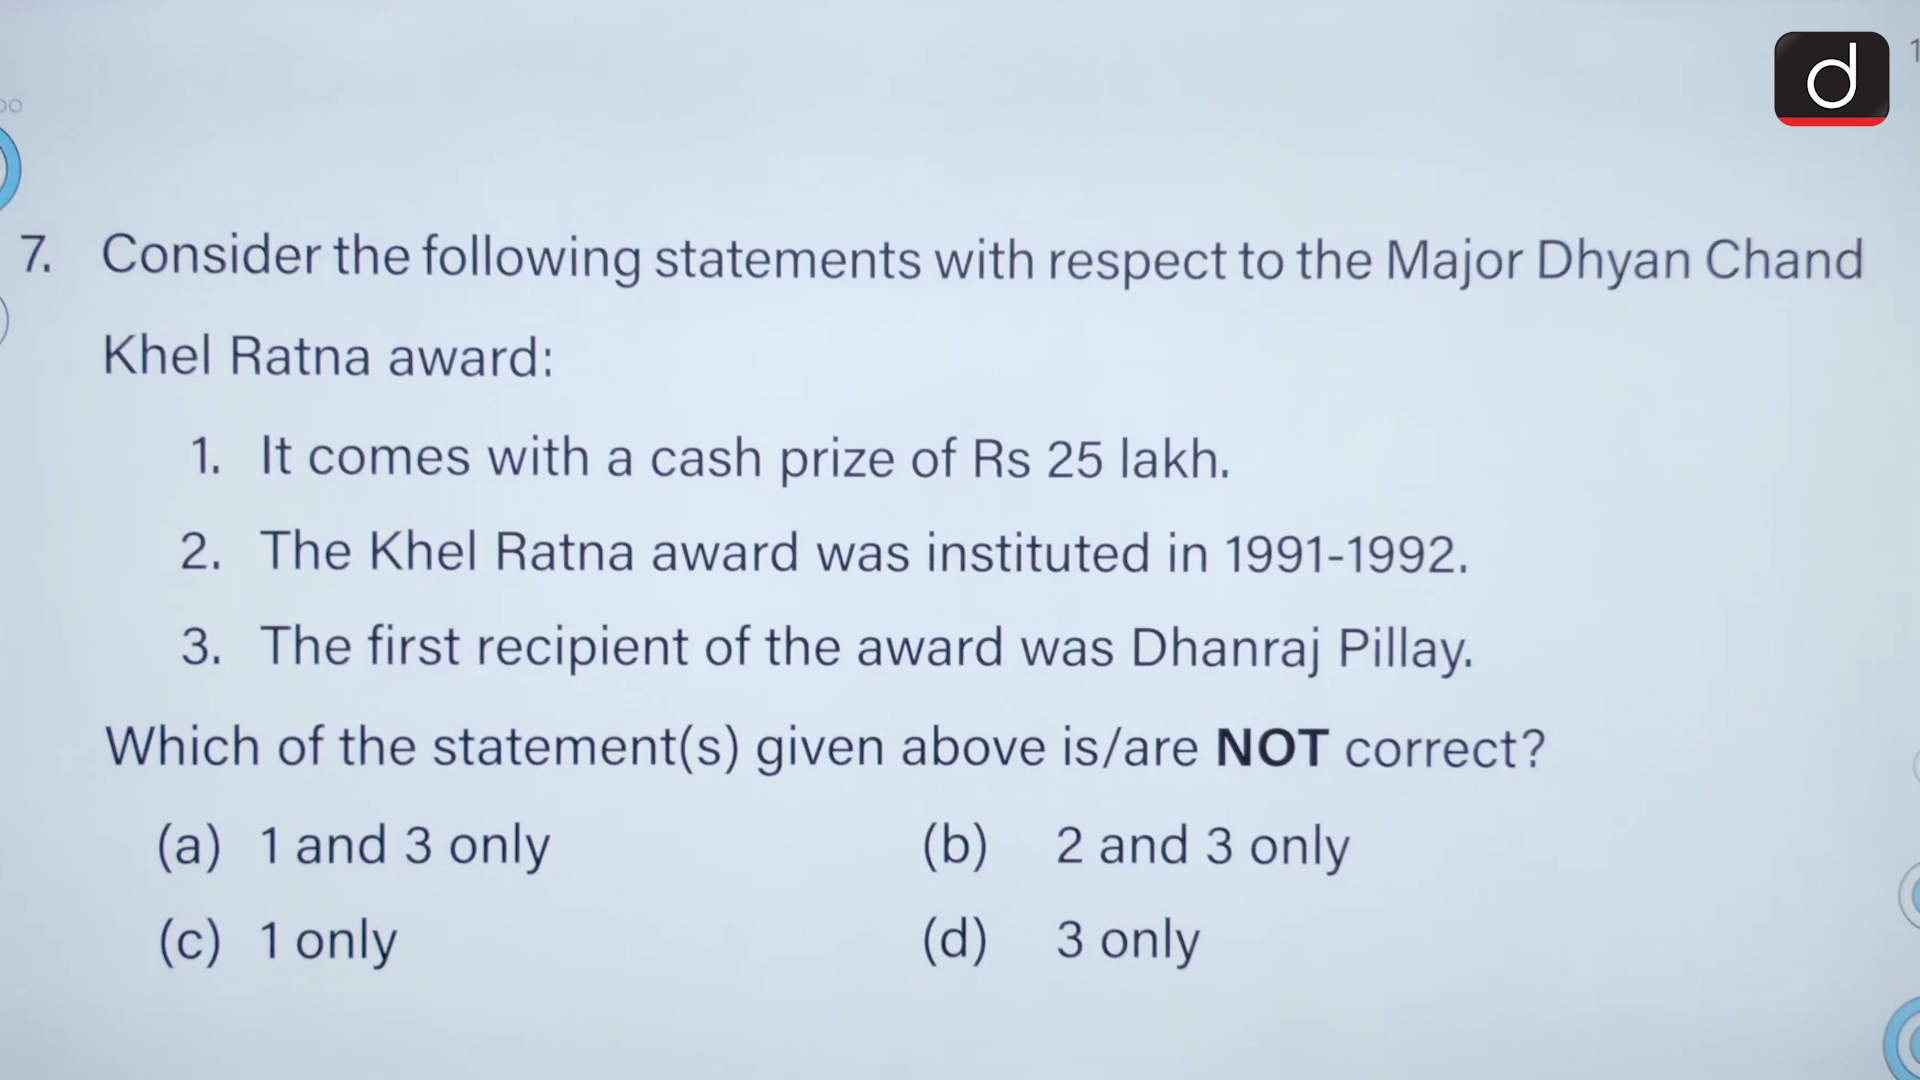 d
7. Consider the following statements with respect to the Major Dhyan Chand
Khel Ratna award:
1. It comes with a cash prize of Rs 25 lakh.
2. The Khel Ratna award was instituted in 1991-1992.
3. The first recipient of the award was Dhanraj Pillay.
Which of the statement(s) given above is/are NOT correct?
(a) 1 and 3 only (b) 2 and 3 only
(c) 1 only (d) 3 only